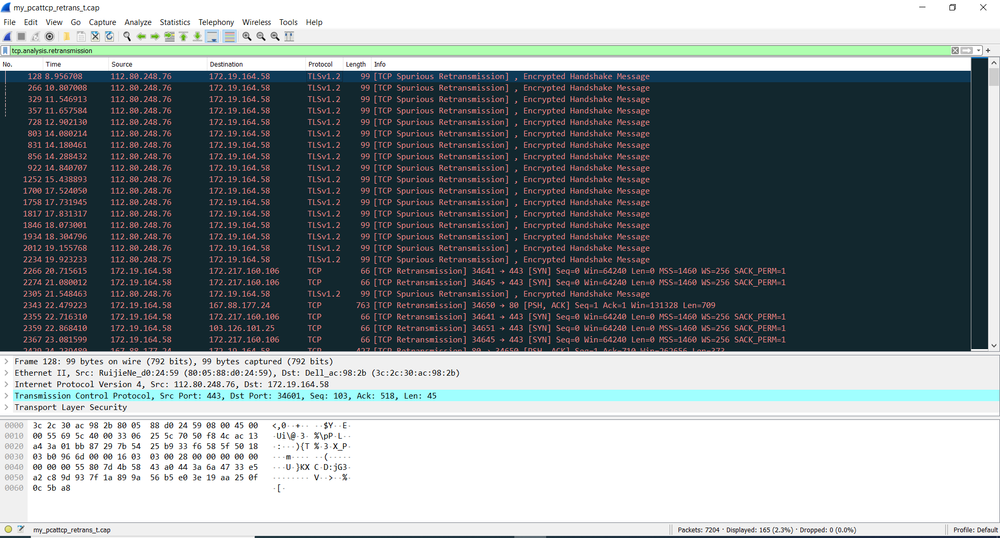 my_pcattcp_retrans_t.cap
File Edit View Go Capture Analyze Statistics Telephony Wireless Tools Help
tcp.analysis.retransmission
No. Time Source Destination Protocol Length Info
128 8.956708 112.80.248.76 172.19.164.58 TLSv1.2 99 [TCP Spurious Retransmission] , Encrypted Handshake Message
266 10.807008 112.80.248.76 172.19.164.58 TLSv1.2 99 [TCP Spurious Retransmission] , Encrypted Handshake Message
329 11.546913 112.80.248.76 172.19.164.58 TLSv1.2 99 [TCP Spurious Retransmission] , Encrypted Handshake Message
357 11.657584 112.80.248.76 172.19.164.58 TLSv1.2 99 [TCP Spurious Retransmission] , Encrypted Handshake Message
728 12.902130 112.80.248.76 172.19.164.58 TLSv1.2 99 [TCP Spurious Retransmission] , Encrypted Handshake Message
803 14.080214 112.80.248.76 172.19.164.58 TLSv1.2 99 [TCP Spurious Retransmission] , Encrypted Handshake Message
831 14.180461 112.80.248.76 172.19.164.58 TLSv1.2 99 [TCP Spurious Retransmission] , Encrypted Handshake Message
856 14.288432 112.80.248.76 172.19.164.58 TLSv1.2 99 [TCP Spurious Retransmission] , Encrypted Handshake Message
922 14.840707 112.80.248.76 172.19.164.58 TLSv1.2 99 [TCP Spurious Retransmission] , Encrypted Handshake Message
1252 15.438893 112.80.248.76 172.19.164.58 TLSv1.2 99 [TCP Spurious Retransmission] , Encrypted Handshake Message
1700 17.524050 112.80.248.76 172.19.164.58 TLSv1.2 99 [TCP Spurious Retransmission] , Encrypted Handshake Message
1758 17.731945 112.80.248.76 172.19.164.58 TLSv1.2 99 [TCP Spurious Retransmission] , Encrypted Handshake Message
1817 17.831317 112.80.248.76 172.19.164.58 TLSv1.2 99 [TCP Spurious Retransmission] , Encrypted Handshake Message
1846 18.073001 112.80.248.76 172.19.164.58 TLSv1.2 99 [TCP Spurious Retransmission] , Encrypted Handshake Message
1934 18.304796 112.80.248.76 172.19.164.58 TLSv1.2 99 [TCP Spurious Retransmission] , Encrypted Handshake Message
2012 19.155768 112.80.248.76 172.19.164.58 TLSv1.2 99 [TCP Spurious Retransmission] , Encrypted Handshake Message
2234 19.923233 112.80.248.75 172.19.164.58 TLSv1.2 99 [TCP Spurious Retransmission] , Encrypted Handshake Message
2266 20.715615 172.19.164.58 172.217.160.106 TCP 66 [TCP Retransmission] 34641 → 443 [SYN] Seq=0 Win=64240 Len=0 MSS=1460 WS=256 SACK_PERM=1
2274 21.080012 172.19.164.58 172.217.160.106 TCP 66 [TCP Retransmission] 34645 → 443 [SYN] Seq=0 Win=64240 Len=0 MSS=1460 WS=256 SACK_PERM=1
2305 21.548463 112.80.248.76 172.19.164.58 TLSv1.2 99 [TCP Spurious Retransmission] , Encrypted Handshake Message
2343 22.479223 172.19.164.58 167.88.177.24 TCP 763 [TCP Retransmission] 34650 → 80 [PSH, ACK] Seq=1 Ack=1 Win=131328 Len=709
2355 22.716310 172.19.164.58 172.217.160.106 TCP 66 [TCP Retransmission] 34641 → 443 [SYN] Seq=0 Win=64240 Len=0 MSS=1460 WS=256 SACK_PERM=1
2359 22.868410 172.19.164.58 103.126.101.25 TCP 66 [TCP Retransmission] 34651 → 443 [SYN] Seq=0 Win=64240 Len=0 MSS=1460 WS=256 SACK_PERM=1
2367 23.081599 172.19.164.58 172.217.160.106 TCP 66 [TCP Retransmission] 34645 → 443 [SYN] Seq=0 Win=64240 Len=0 MSS=1460 WS=256 SACK_PERM=1
2429 24.239480 167.88.177.24 172.19.164.58 TCP 427 [TCP Retransmission] 80 → 34650 [PSH, ACK] Seq=1 Ack=710 Win=262656 Len=373
Frame 128: 99 bytes on wire (792 bits), 99 bytes captured (792 bits)
Ethernet II, Src: RuijieNe_d0:24:59 (80:05:88:d0:24:59), Dst: Dell_ac:98:2b (3c:2c:30:ac:98:2b)
Internet Protocol Version 4, Src: 112.80.248.76, Dst: 172.19.164.58
Transmission Control Protocol, Src Port: 443, Dst Port: 34601, Seq: 103, Ack: 518, Len: 45
Transport Layer Security
0000 3c 2c 30 ac 98 2b 80 05 88 d0 24 59 08 00 45 00 <,0··+·· ··$Y··E·
0010 00 55 69 5c 40 00 33 06 25 5c 70 50 f8 4c ac 13 ·Ui\@·3· %\pP·L··
0020 a4 3a 01 bb 87 29 7b 54 25 b9 33 f6 58 5f 50 18 ·:···){T %·3·X_P·
0030 03 b0 96 6d 00 00 16 03 03 00 28 00 00 00 00 00 ···m···· ··(·····
0040 00 00 00 55 80 7d 4b 58 43 a0 44 3a 6a 47 33 e5 ···U·}KX C·D:jG3·
0050 a2 c8 9d 93 7f 1a 89 9a 56 b5 e0 3e 19 aa 25 0f ········ V··>··%·
0060 0c 5b a8 ·[·
my_pcattcp_retrans_t.cap Packets: 7204 · Displayed: 165 (2.3%) · Dropped: 0 (0.0%) Profile: Default